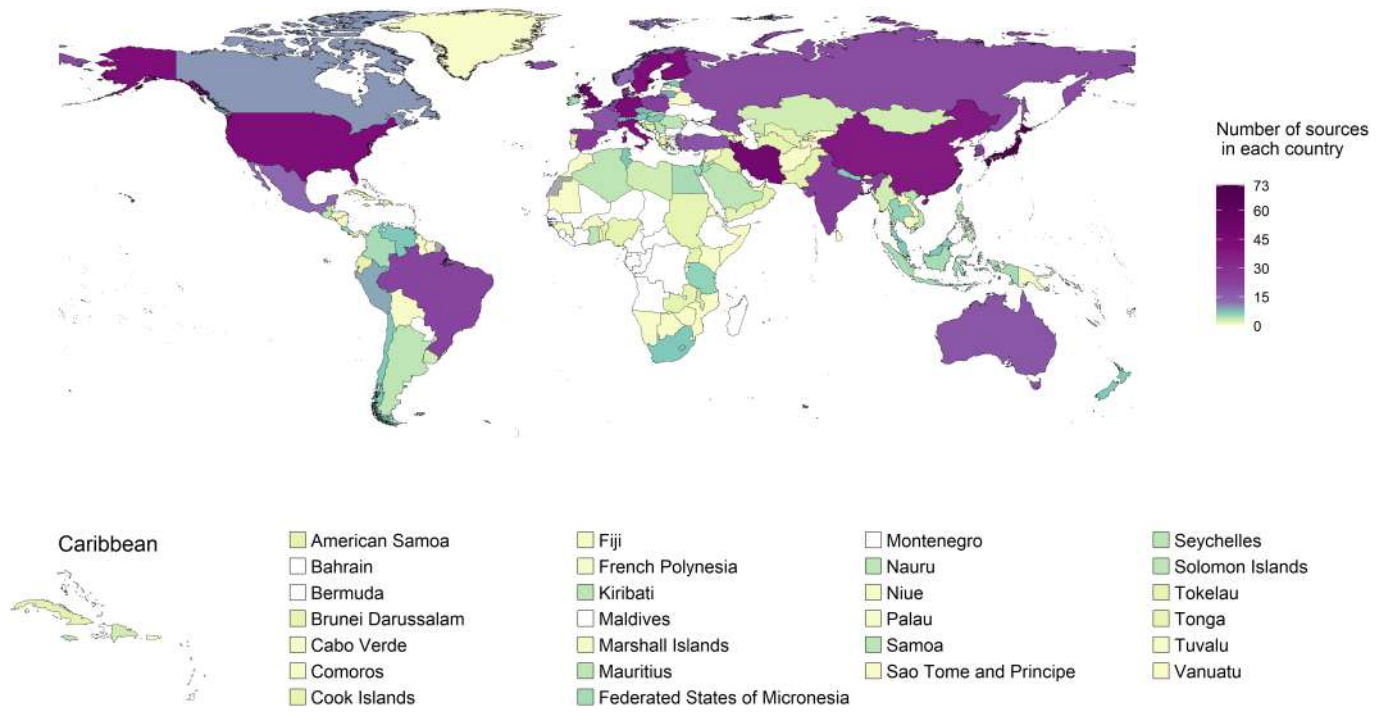 Number of sources
in each country
73
60
45
30
15
0
Caribbean
American Samoa
Bahrain
Bermuda
Brunei Darussalam
Cabo Verde
Comoros
Cook Islands
Fiji
French Polynesia
Kiribati
Maldives
Marshall Islands
Mauritius
Federated States of Micronesia
Montenegro
Nauru
Niue
Palau
Samoa
Sao Tome and Principe
Seychelles
Solomon Islands
Tokelau
Tonga
Tuvalu
Vanuatu